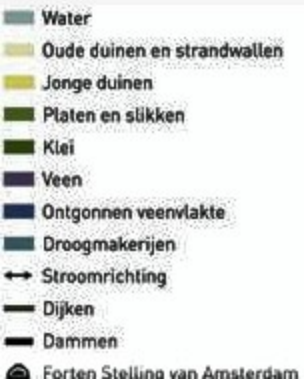 Water
Oude duinen en strandwallen
Jonge duinen
Platen en slikken
Klei
Veen
Ontgonnen veenvlakte
Droogmakerijen
Stroomrichting
Dijken
Dammen
Forten Stelling van Amsterdam